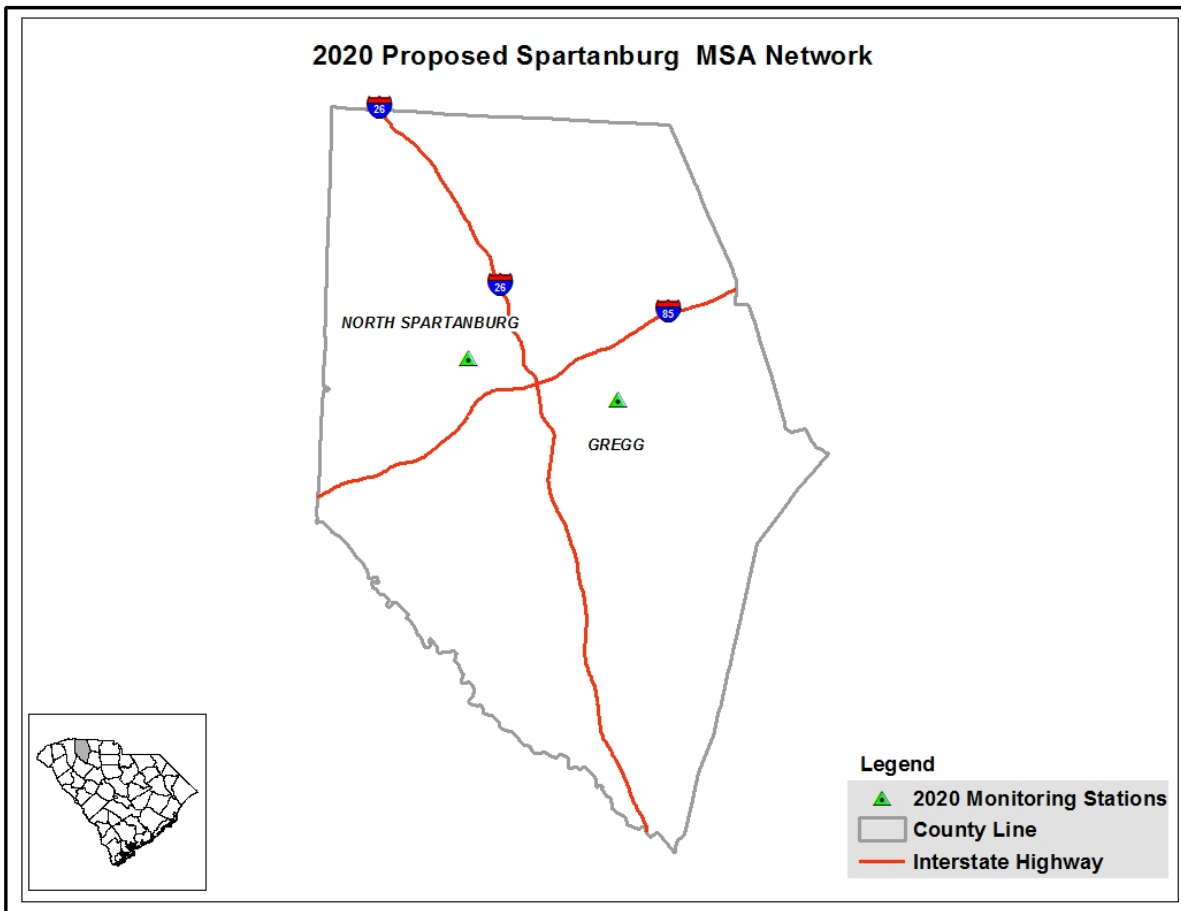 2020 Proposed Spartanburg MSA Network
26
26
85
NORTH SPARTANBURG
GREGG
Legend
2020 Monitoring Stations
County Line
Interstate Highway